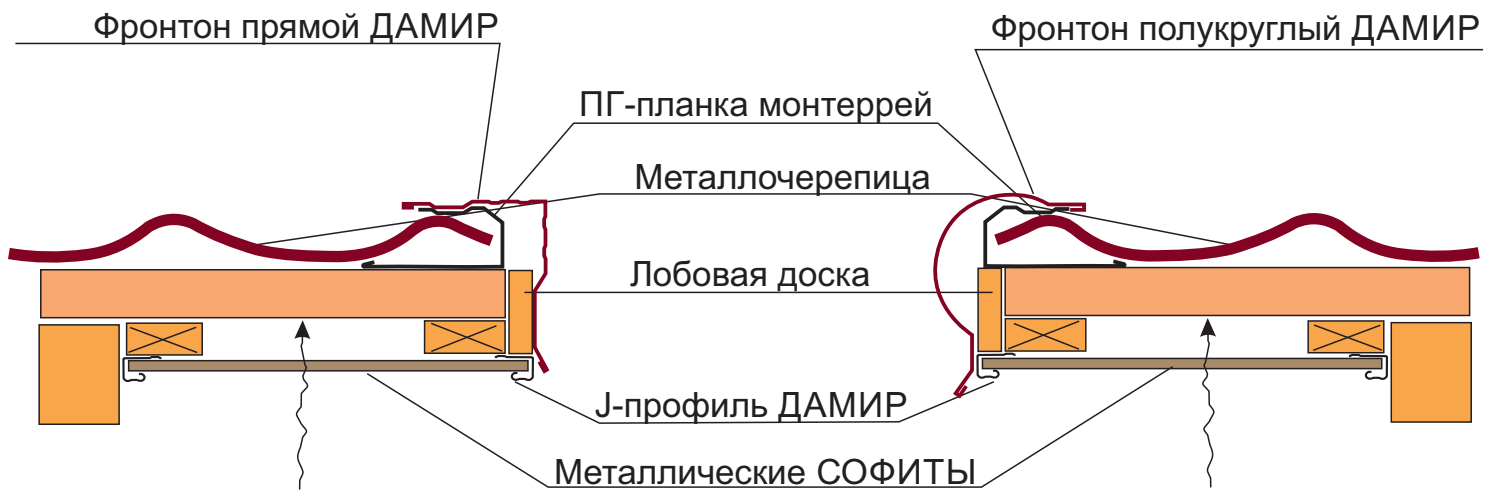 Фронтон прямой ДАМИР
Фронтон полукруглый ДАМИР
ПГ-планка монтеррей
Металлочерепица
Лобовая доска
J-профиль ДАМИР
Металлические СОФИТЫ